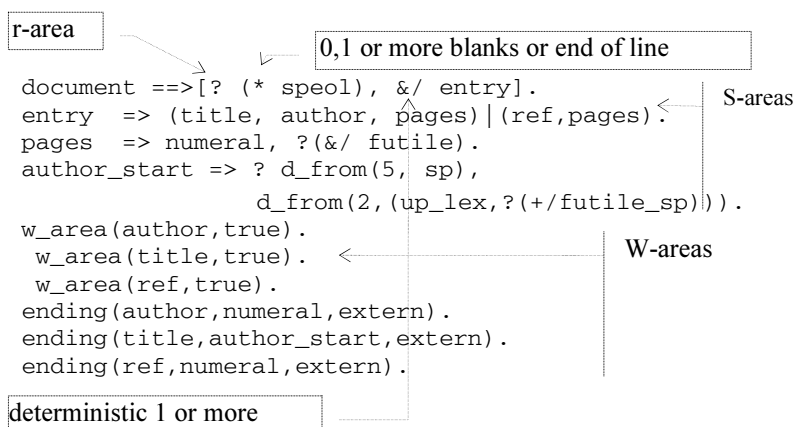 r-area
0,1 or more blanks or end of line
document ==>[? (* speol), &/ entry].
entry => (title, author, pages)|(ref,pages).
S-areas
pages => numeral, ?(&/ futile).
author_start => ? d_from(5, sp),
d_from(2,(up_lex,?(+/futile_sp))).
w_area(author,true).
w_area(title,true).
W-areas
w_area(ref,true).
ending(author,numeral,extern).
ending(title,author_start,extern).
ending(ref,numeral,extern).
deterministic 1 or more